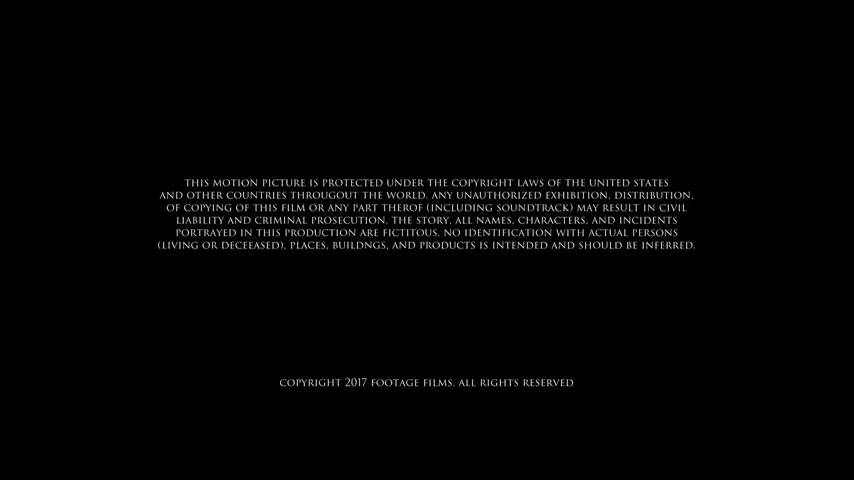 THIS MOTION PICTURE IS PROTECTED UNDER THE COPYRIGHT LAWS OF THE UNITED STATES
AND OTHER COUNTRIES THROUGOUT THE WORLD. ANY UNAUTHORIZED EXHIBITION, DISTRIBUTION,
OF COPYING OF THIS FILM OR ANY PART THEROF (INCLUDING SOUNDTRACK) MAY RESULT IN CIVIL
LIABILITY AND CRIMINAL PROSECUTION. THE STORY, ALL NAMES, CHARACTERS, AND INCIDENTS
PORTRAYED IN THIS PRODUCTION ARE FICTITOUS. NO IDENTIFICATION WITH ACTUAL PERSONS
(LIVING OR DECEEASED), PLACES, BUILDNGS, AND PRODUCTS IS INTENDED AND SHOULD BE INFERRED.
COPYRIGHT 2017 FOOTAGE FILMS. ALL RIGHTS RESERVED